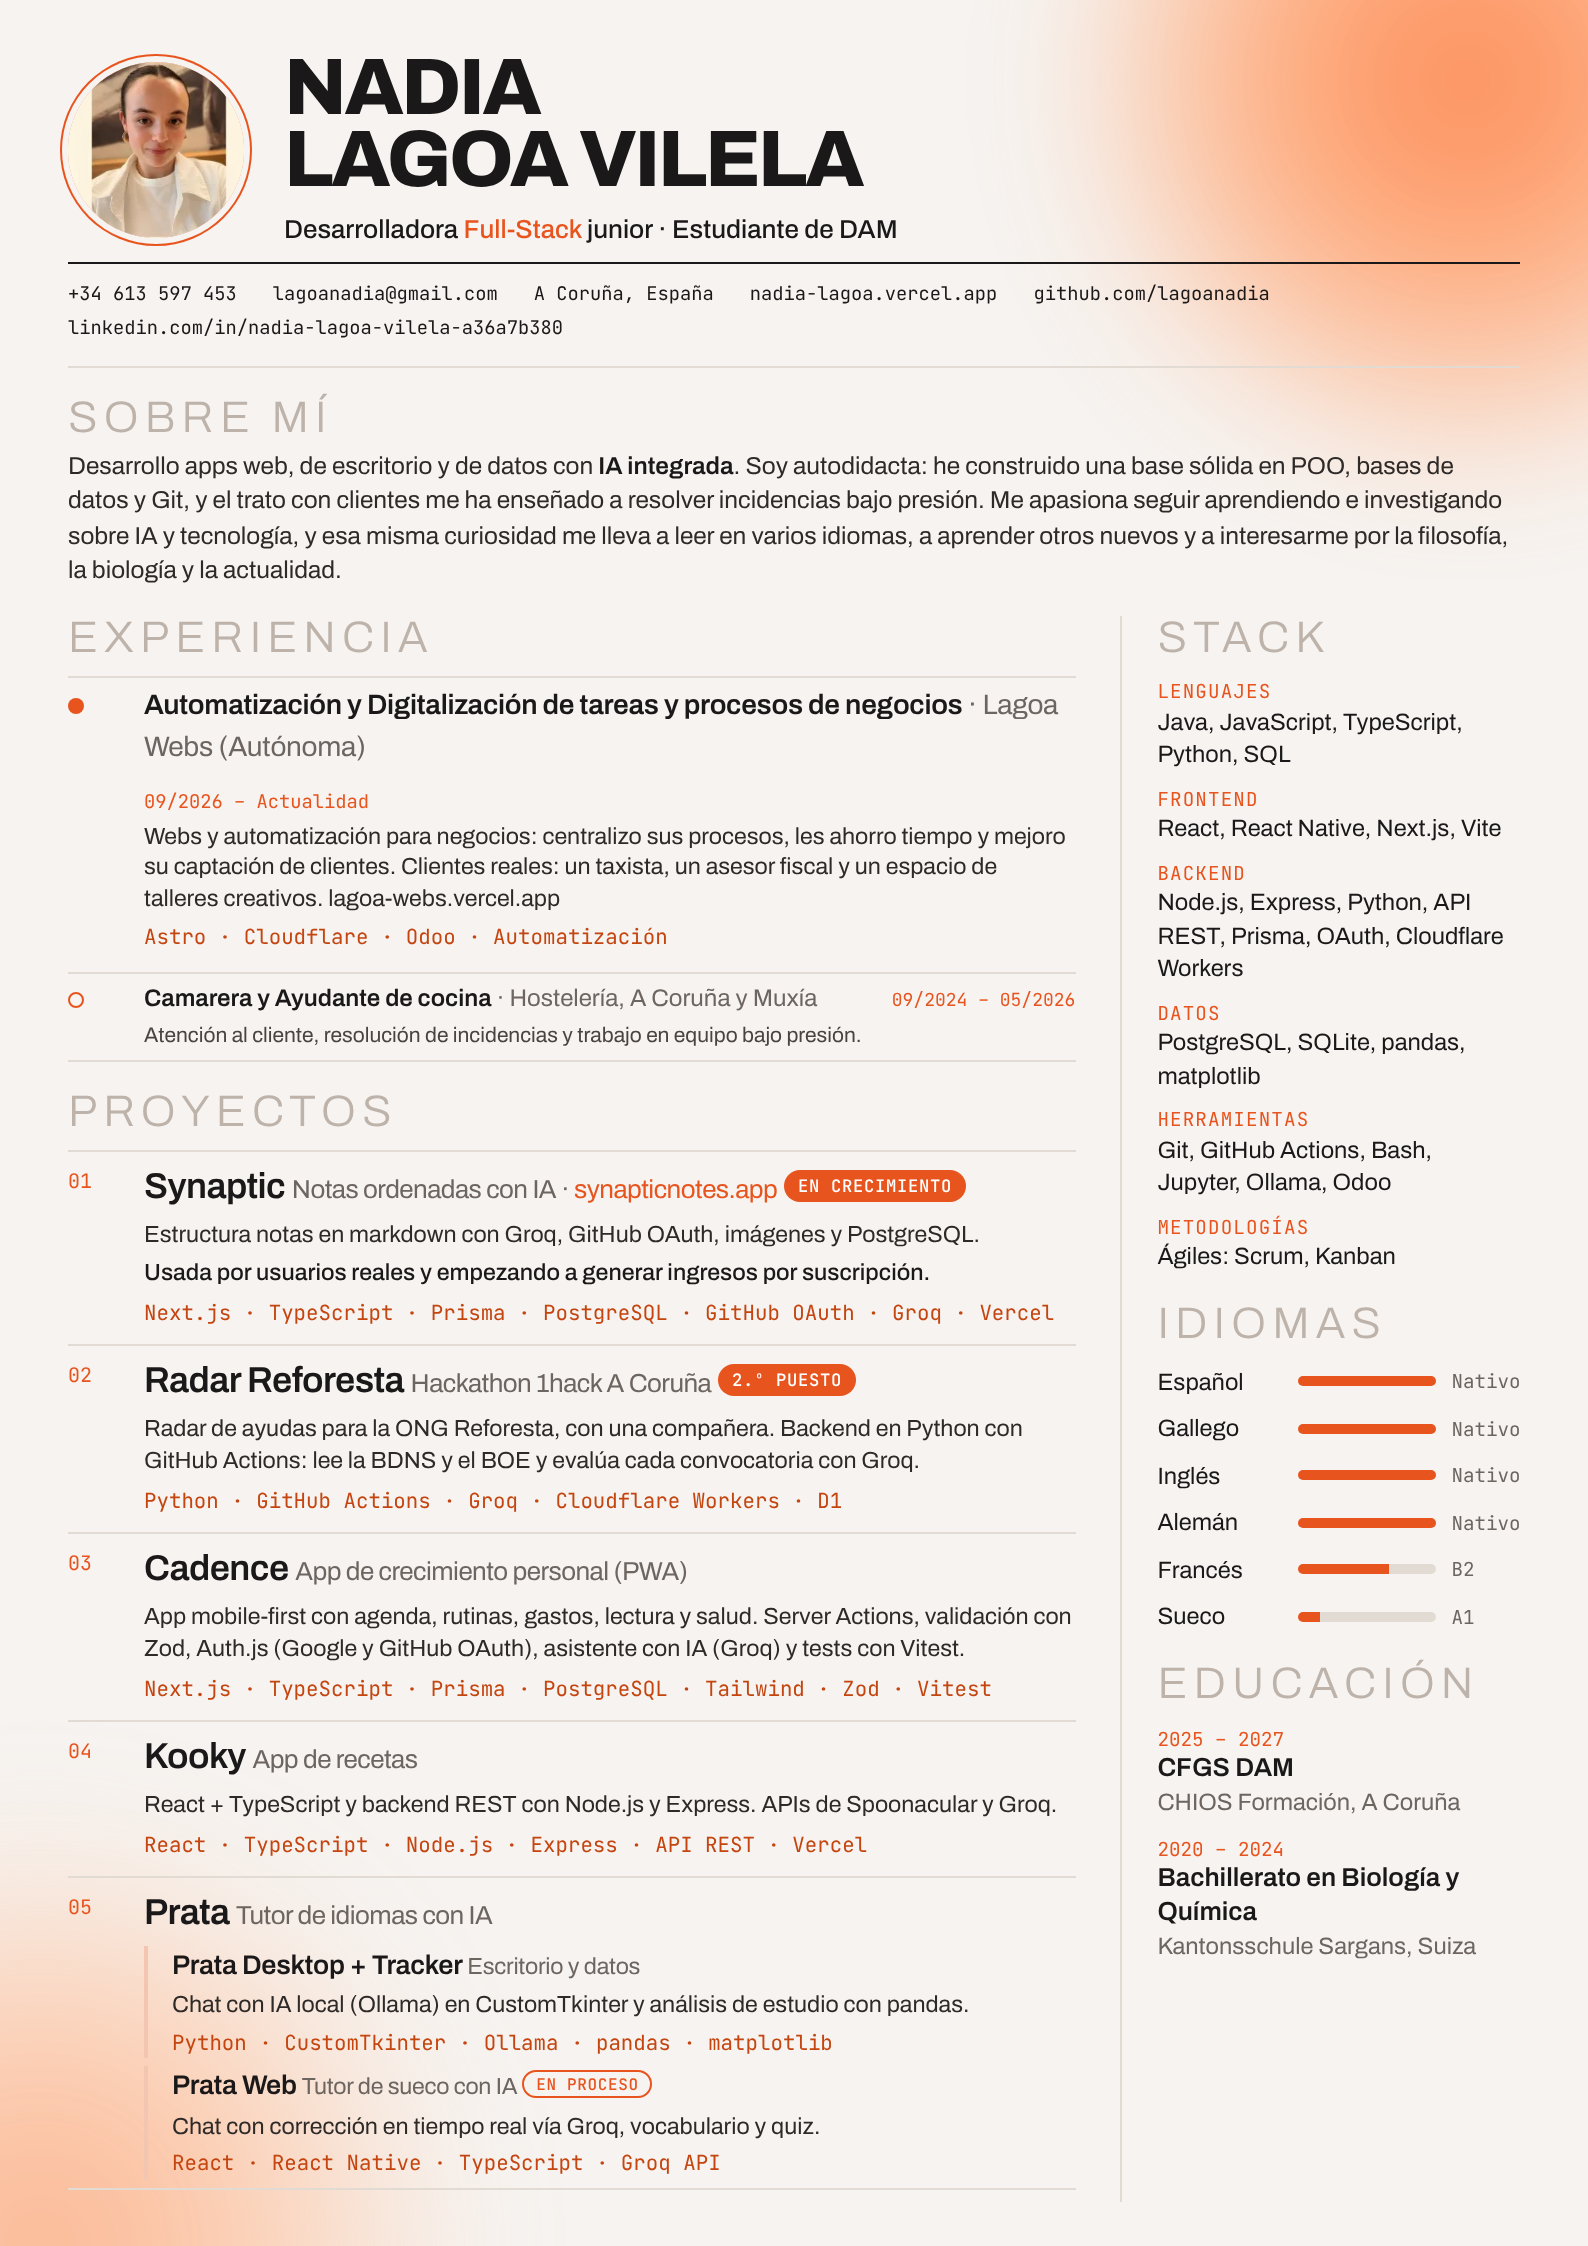 NADIA
LAGOA VILELA
Desarrolladora Full-Stack junior · Estudiante de DAM
+34 613 597 453 lagoanadia@gmail.com A Coruña, España nadia-lagoa.vercel.app github.com/lagoanadia
linkedin.com/in/nadia-lagoa-vilela-a36a7b380
SOBRE MÍ
Desarrollo apps web, de escritorio y de datos con IA integrada. Soy autodidacta: he construido una base sólida en POO, bases de
datos y Git, y el trato con clientes me ha enseñado a resolver incidencias bajo presión. Me apasiona seguir aprendiendo e investigando
sobre IA y tecnología, y esa misma curiosidad me lleva a leer en varios idiomas, a aprender otros nuevos y a interesarme por la filosofía,
la biología y la actualidad.
EXPERIENCIA
Automatización y Digitalización de tareas y procesos de negocios · Lagoa
Webs (Autónoma)
09/2026 – Actualidad
Webs y automatización para negocios: centralizo sus procesos, les ahorro tiempo y mejoro
su captación de clientes. Clientes reales: un taxista, un asesor fiscal y un espacio de
talleres creativos. lagoa-webs.vercel.app
Astro · Cloudflare · Odoo · Automatización
Camarera y Ayudante de cocina · Hostelería, A Coruña y Muxía 09/2024 – 05/2026
Atención al cliente, resolución de incidencias y trabajo en equipo bajo presión.
PROYECTOS
01 Synaptic Notas ordenadas con IA · synapticnotes.app EN CRECIMIENTO
Estructura notas en markdown con Groq, GitHub OAuth, imágenes y PostgreSQL.
Usada por usuarios reales y empezando a generar ingresos por suscripción.
Next.js · TypeScript · Prisma · PostgreSQL · GitHub OAuth · Groq · Vercel
02 Radar Reforesta Hackathon 1hack A Coruña 2.º PUESTO
Radar de ayudas para la ONG Reforesta, con una compañera. Backend en Python con
GitHub Actions: lee la BDNS y el BOE y evalúa cada convocatoria con Groq.
Python · GitHub Actions · Groq · Cloudflare Workers · D1
03 Cadence App de crecimiento personal (PWA)
App mobile-first con agenda, rutinas, gastos, lectura y salud. Server Actions, validación con
Zod, Auth.js (Google y GitHub OAuth), asistente con IA (Groq) y tests con Vitest.
Next.js · TypeScript · Prisma · PostgreSQL · Tailwind · Zod · Vitest
04 Kooky App de recetas
React + TypeScript y backend REST con Node.js y Express. APIs de Spoonacular y Groq.
React · TypeScript · Node.js · Express · API REST · Vercel
05 Prata Tutor de idiomas con IA
Prata Desktop + Tracker Escritorio y datos
Chat con IA local (Ollama) en CustomTkinter y análisis de estudio con pandas.
Python · CustomTkinter · Ollama · pandas · matplotlib
Prata Web Tutor de sueco con IA EN PROCESO
Chat con corrección en tiempo real vía Groq, vocabulario y quiz.
React · React Native · TypeScript · Groq API
STACK
LENGUAJES
Java, JavaScript, TypeScript,
Python, SQL
FRONTEND
React, React Native, Next.js, Vite
BACKEND
Node.js, Express, Python, API
REST, Prisma, OAuth, Cloudflare
Workers
DATOS
PostgreSQL, SQLite, pandas,
matplotlib
HERRAMIENTAS
Git, GitHub Actions, Bash,
Jupyter, Ollama, Odoo
METODOLOGÍAS
Ágiles: Scrum, Kanban
IDIOMAS
Español Nativo
Gallego Nativo
Inglés Nativo
Alemán Nativo
Francés B2
Sueco A1
EDUCACIÓN
2025 – 2027
CFGS DAM
CHIOS Formación, A Coruña
2020 – 2024
Bachillerato en Biología y
Química
Kantonsschule Sargans, Suiza